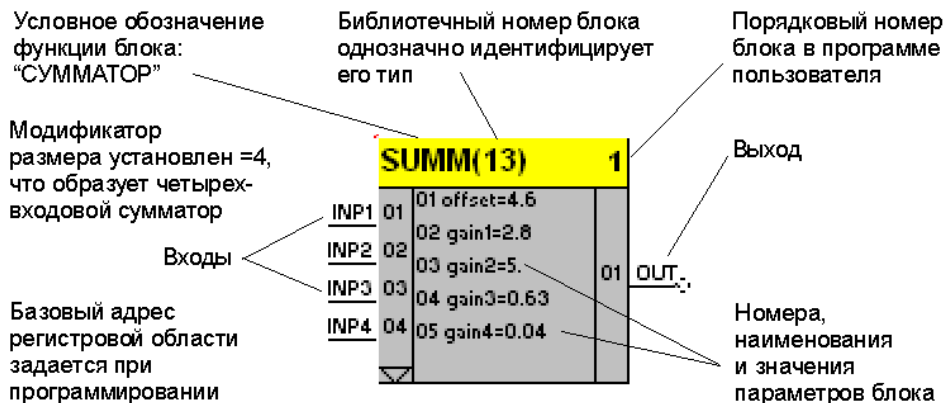 Условное обозначение
функции блока:
“СУММАТОР”
Библиотечный номер блока
однозначно идентифицирует
его тип
Порядковый номер
блока в программе
пользователя
Модификатор
размера установлен =4,
что образует четырех-
входовой сумматор
Входы
Базовый адрес
регистровой области
задается при
программировании
SUMM(13) 1
INP1 01 01 offset=4.6
02 gain1=2.8
INP2 02
03 gain2=5.
INP3 03
04 gain3=0.63
INP4 04 05 gain4=0.04
01 OUT
Выход
Номера,
наименования
и значения
параметров блока